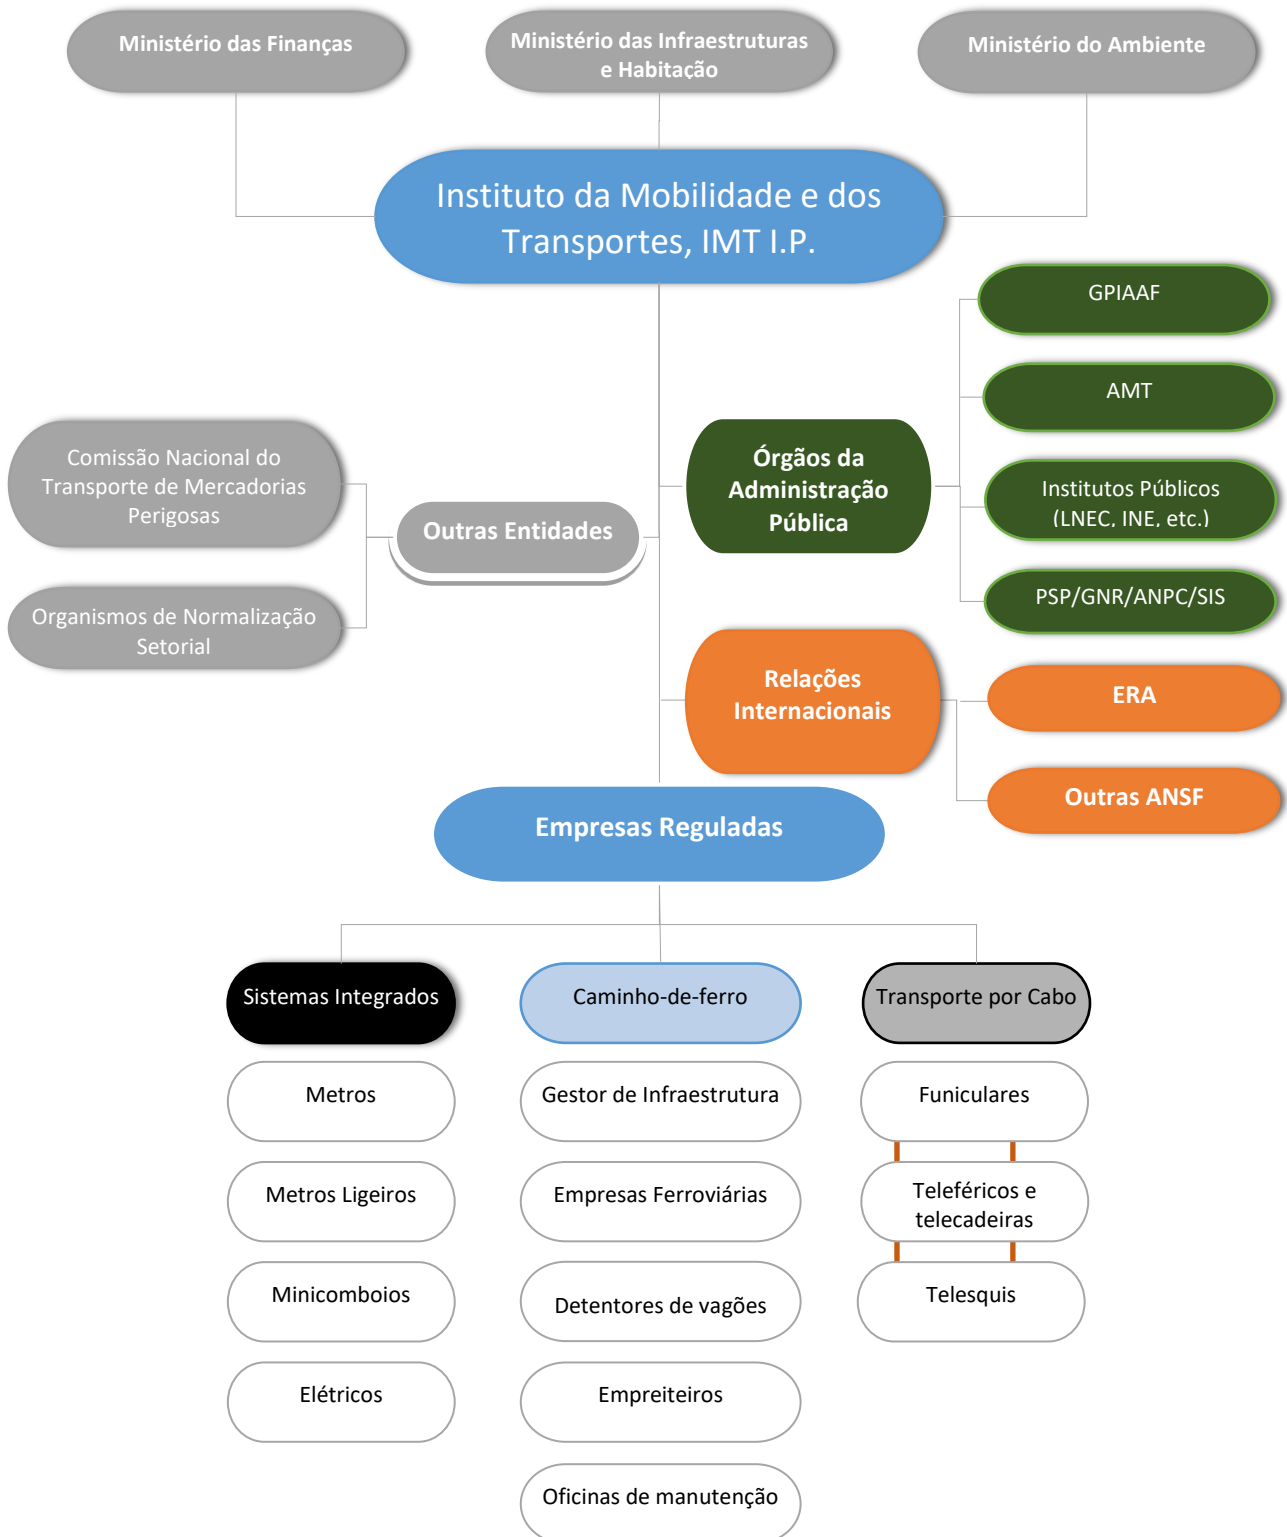 Ministério das Finanças
Ministério das Infraestruturas
e Habitação
Ministério do Ambiente
Instituto da Mobilidade e dos
Transportes, IMT I.P.
GPIAAF
AMT
Órgãos da
Administração
Pública
Institutos Públicos
(LNEC, INE, etc.)
PSP/GNR/ANPC/SIS
Comissão Nacional do
Transporte de Mercadorias
Perigosas
Outras Entidades
Organismos de Normalização
Setorial
Relações
Internacionais
ERA
Outras ANSF
Empresas Reguladas
Sistemas Integrados
Caminho-de-ferro
Transporte por Cabo
Metros
Gestor de Infraestrutura
Funiculares
Metros Ligeiros
Empresas Ferroviárias
Teleféricos e
telecadeiras
Minicomboios
Detentores de vagões
Telesquis
Elétricos
Empreiteiros
Oficinas de manutenção